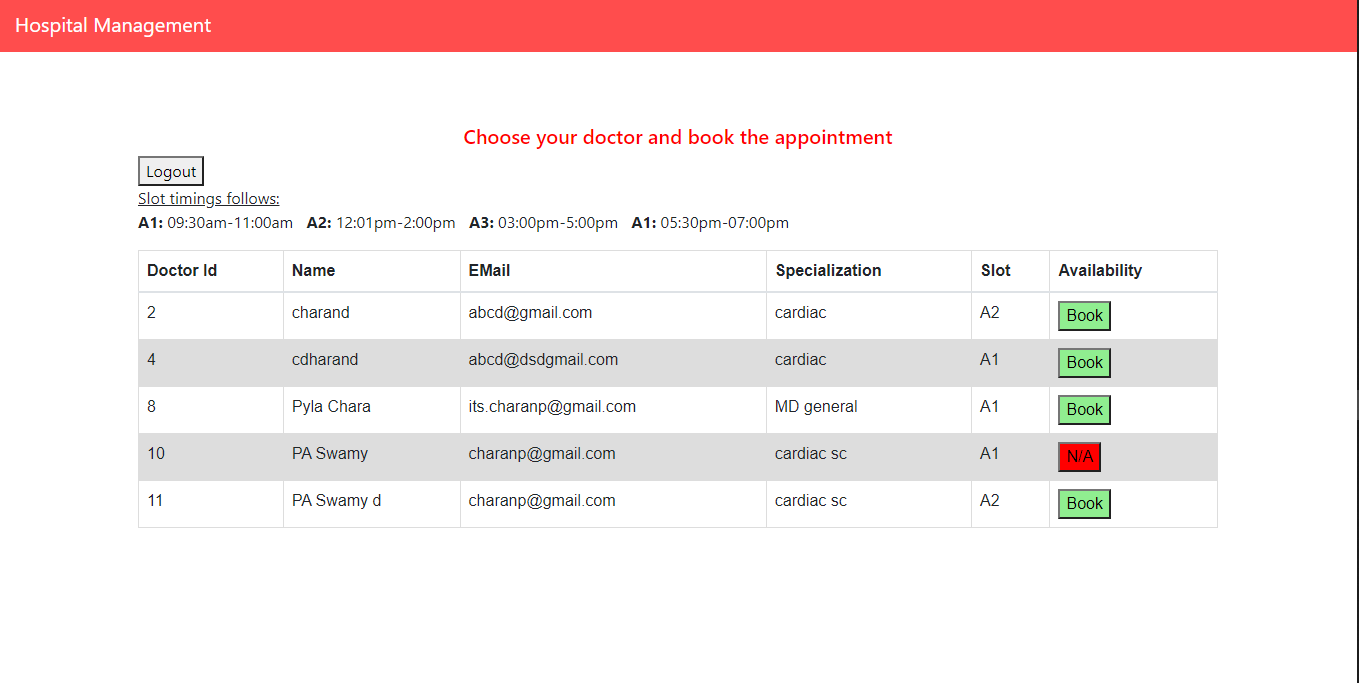 Hospital Management
Choose your doctor and book the appointment
Logout
Slot timings follows:
A1: 09:30am-11:00am A2: 12:01pm-2:00pm A3: 03:00pm-5:00pm A1: 05:30pm-07:00pm
Doctor Id Name EMail Specialization Slot Availability
2 charand abcd@gmail.com cardiac A2 Book
4 cdharand abcd@dsdgmail.com cardiac A1 Book
8 Pyla Chara its.charanp@gmail.com MD general A1 Book
10 PA Swamy charanp@gmail.com cardiac sc A1 N/A
11 PA Swamy d charanp@gmail.com cardiac sc A2 Book